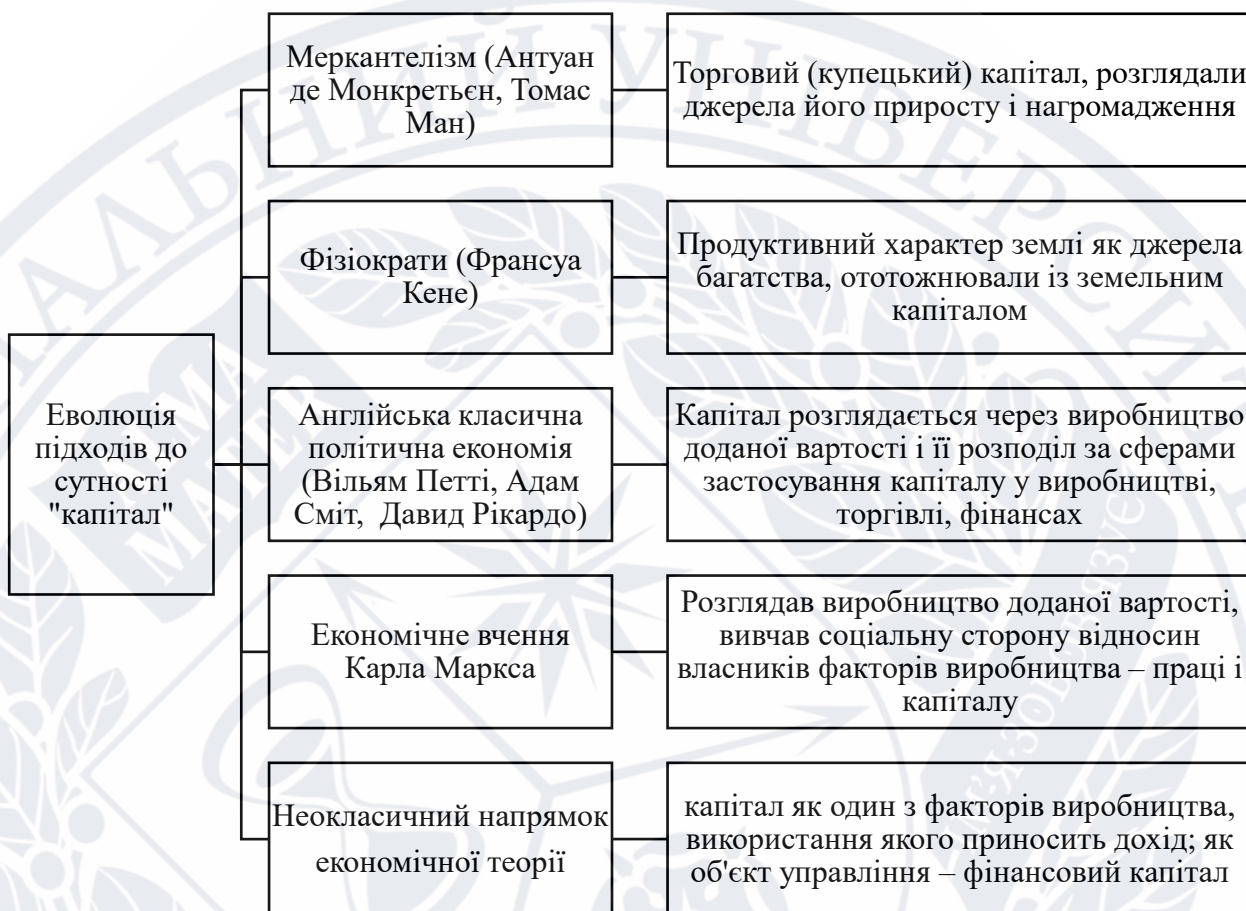 Еволюція
підходів до
сутності
"капітал"
Меркантелізм (Антуан
де Монкретьєн, Томас
Ман)
Торговий (купецький) капітал, розглядали
джерела його приросту і нагромадження
Фізіократи (Франсуа
Кене)
Продуктивний характер землі як джерела
багатства, ототожнювали із земельним
капіталом
Англійська класична
політична економія
(Вільям Петті, Адам
Сміт, Давид Рікардо)
Капітал розглядається через виробництво
доданої вартості і її розподіл за сферами
застосування капіталу у виробництві,
торгівлі, фінансах
Економічне вчення
Карла Маркса
Розглядав виробництво доданої вартості,
вивчав соціальну сторону відносин
власників факторів виробництва – праці і
капіталу
Неокласичний напрямок
економічної теорії
капітал як один з факторів виробництва,
використання якого приносить дохід; як
об'єкт управління – фінансовий капітал